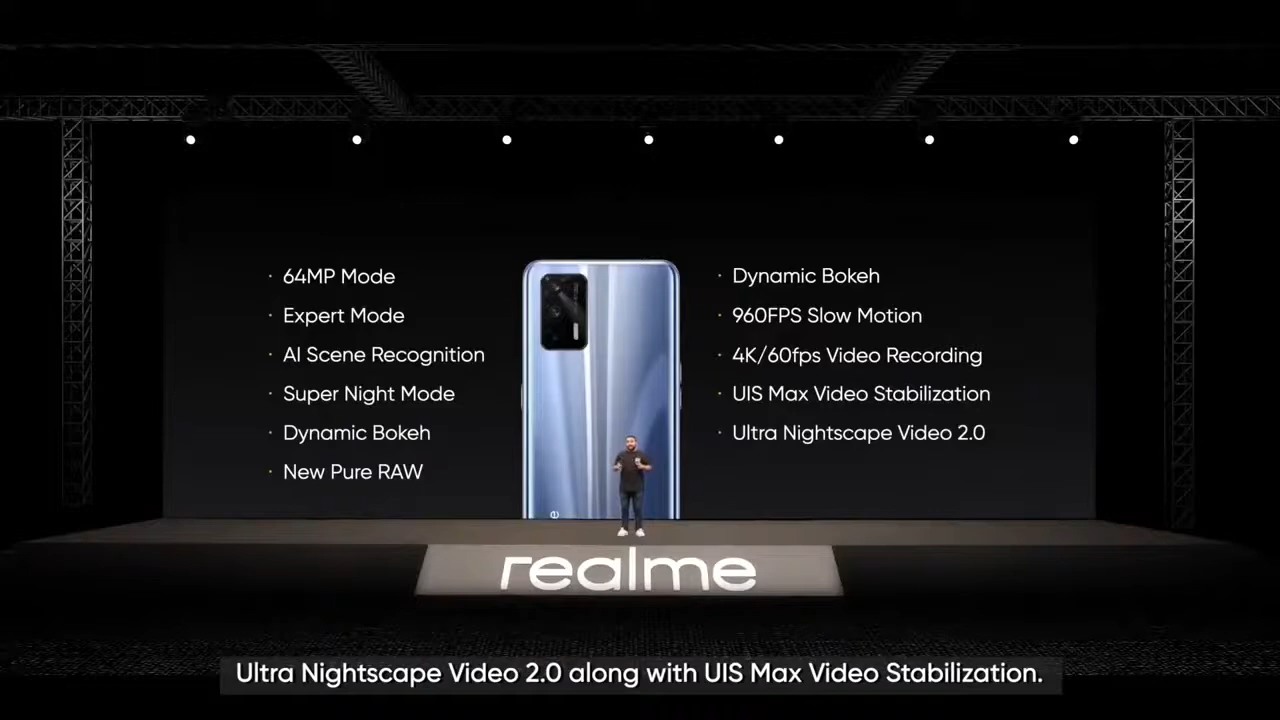 · 64MP Mode
· Expert Mode
· AI Scene Recognition
· Super Night Mode
· Dynamic Bokeh
· New Pure RAW
· Dynamic Bokeh
· 960FPS Slow Motion
· 4K/60fps Video Recording
· UIS Max Video Stabilization
· Ultra Nightscape Video 2.0
realme
Ultra Nightscape Video 2.0 along with UIS Max Video Stabilization.